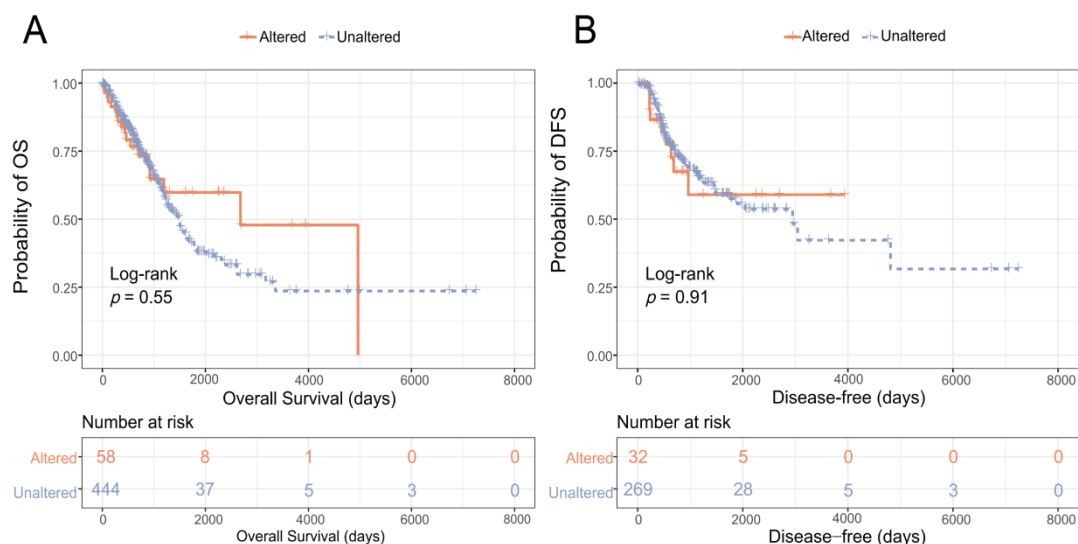 A
Altered Unaltered
Probability of OS
1.00
0.75
0.50
0.25
0.00
Log-rank
p = 0.55
0 2000 4000 6000 8000
Overall Survival (days)
Number at risk
Altered 58 8 1 0 0
Unaltered 444 37 5 3 0
0 2000 4000 6000 8000
Overall Survival (days)
B
Altered Unaltered
Probability of DFS
1.00
0.75
0.50
0.25
0.00
Log-rank
p = 0.91
0 2000 4000 6000 8000
Disease-free (days)
Number at risk
Altered 32 5 0 0 0
Unaltered 269 28 5 3 0
0 2000 4000 6000 8000
Disease−free (days)